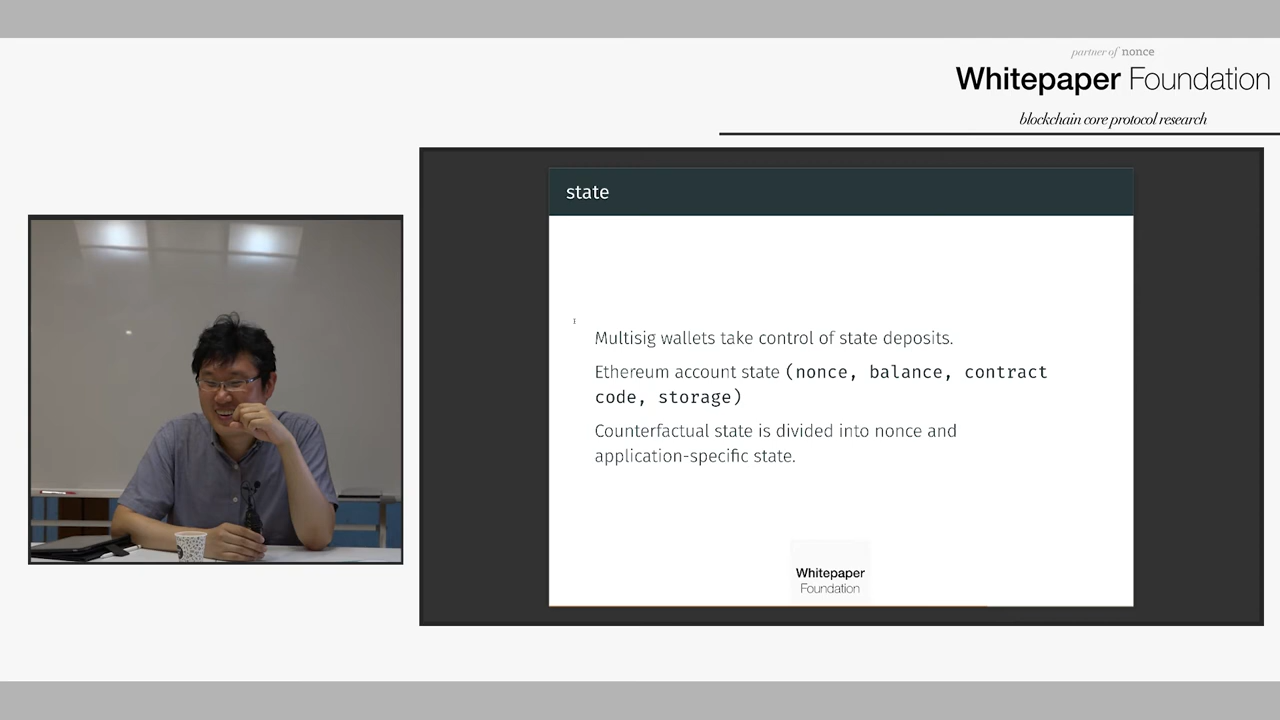 partner of nonce
Whitepaper Foundation
blockchain core protocol research
state
Multisig wallets take control of state deposits.
Ethereum account state (nonce, balance, contract
code, storage)
Counterfactual state is divided into nonce and
application-specific state.
Whitepaper
Foundation